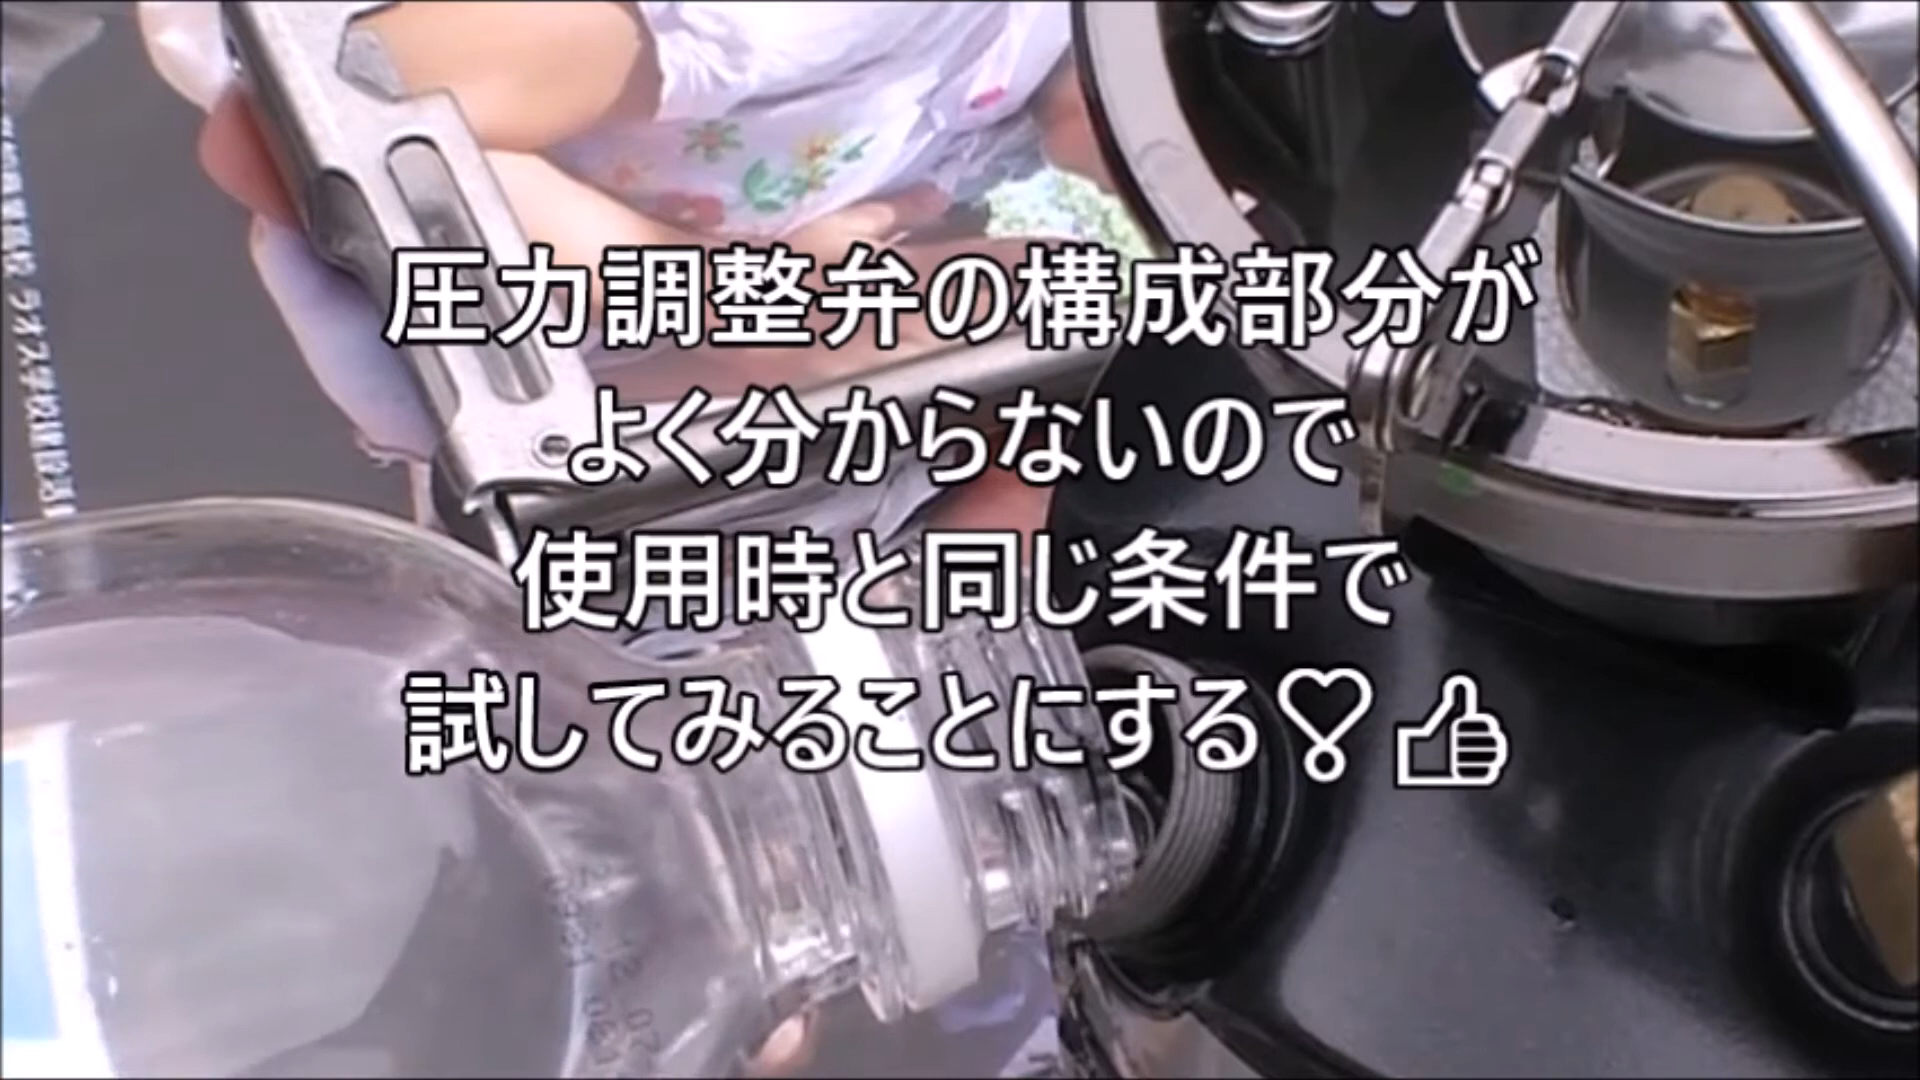 圧力調整弁の構成部分が
よく分からないので
使用時と同じ条件で
試してみることにする♡👍